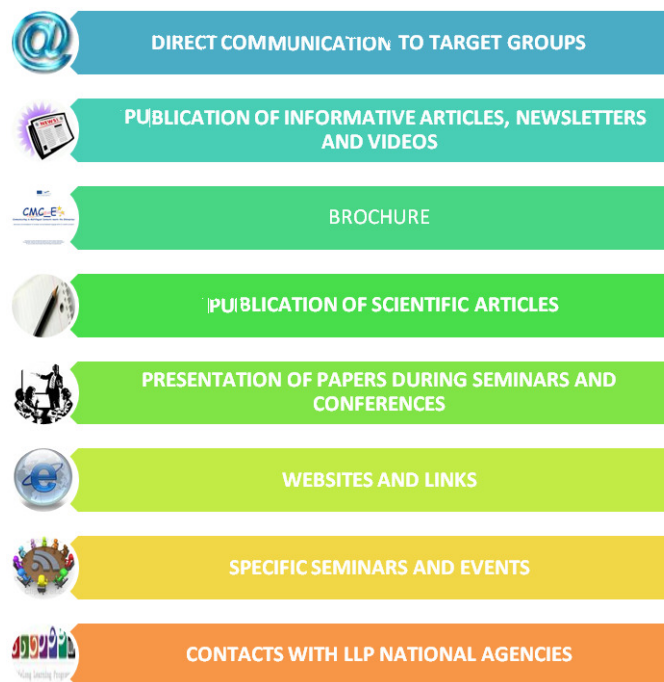 DIRECT COMMUNICATION TO TARGET GROUPS
PUBLICATION OF INFORMATIVE ARTICLES, NEWSLETTERS
AND VIDEOS
CMC_E
BROCHURE
PUBLICATION OF SCIENTIFIC ARTICLES
PRESENTATION OF PAPERS DURING SEMINARS AND
CONFERENCES
WEBSITES AND LINKS
SPECIFIC SEMINARS AND EVENTS
CONTACTS WITH LLP NATIONAL AGENCIES